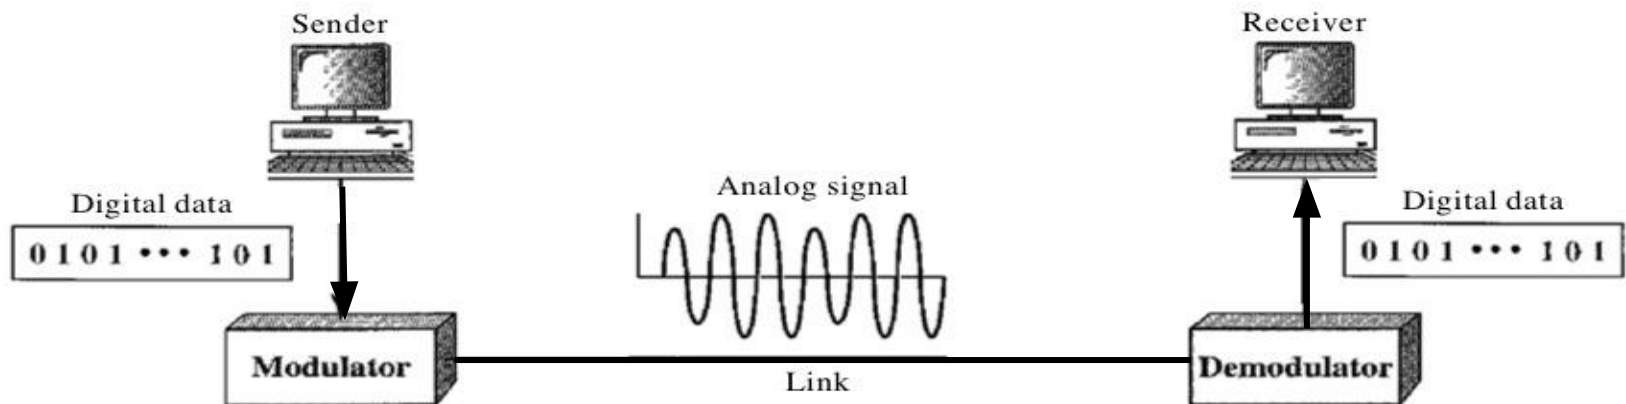 Sender
Receiver
Analog signal
Digital data
Digital data
0101 ••• 101
0101 ••• 101
Modulator
Link
Demodulator